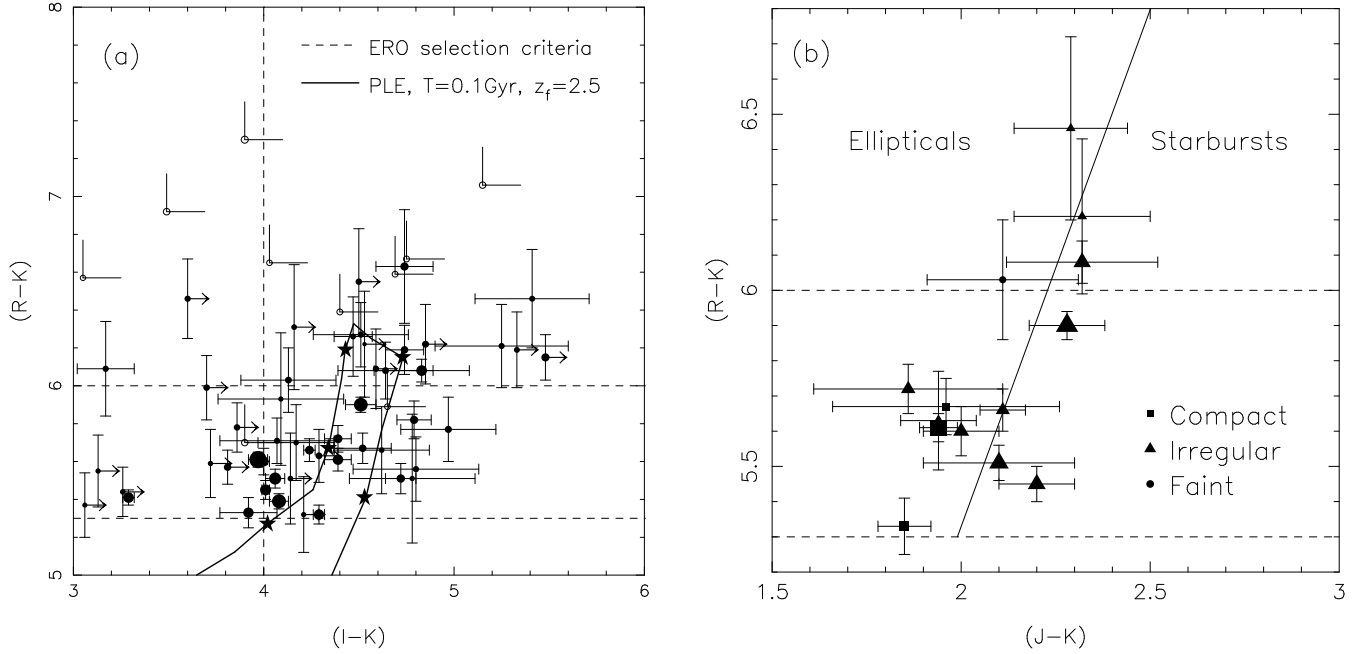 (a)
ERO selection criteria
PLE, T=0.1Gyr, z_f=2.5
8
7
6
5
(R−K)
3
4
5
6
(I−K)
(b)
Ellipticals
Starbursts
Compact
Irregular
Faint
6.5
6
5.5
(R−K)
1.5
2
2.5
3
(J−K)